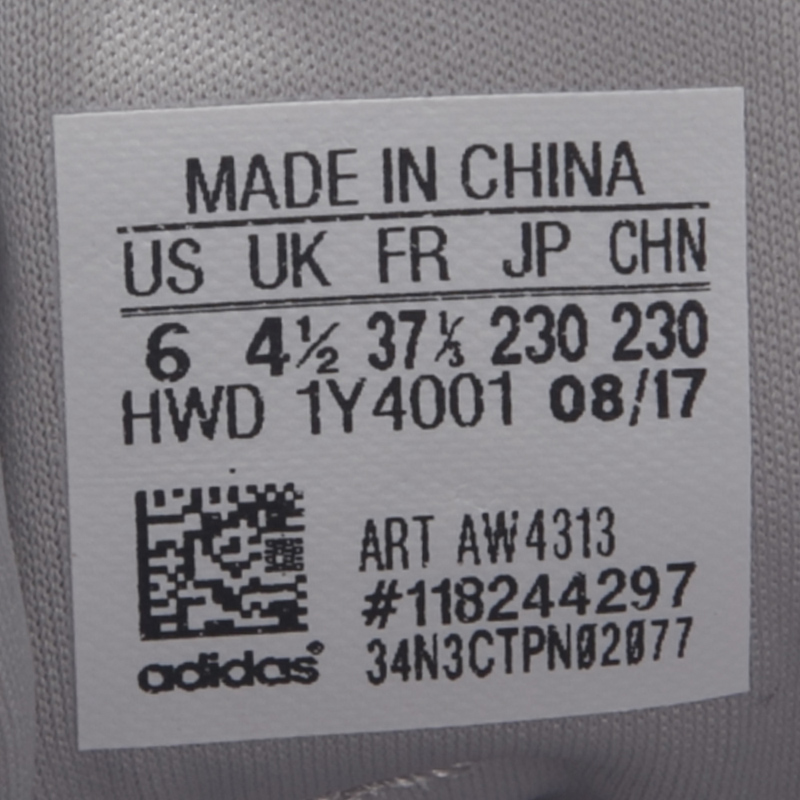 MADE IN CHINA
US UK FR JP CHN
6 4½ 37⅓ 230 230
HWD 1Y4001 08/17
ART AW4313
#118244297
34N3CTPN02077
adidas®